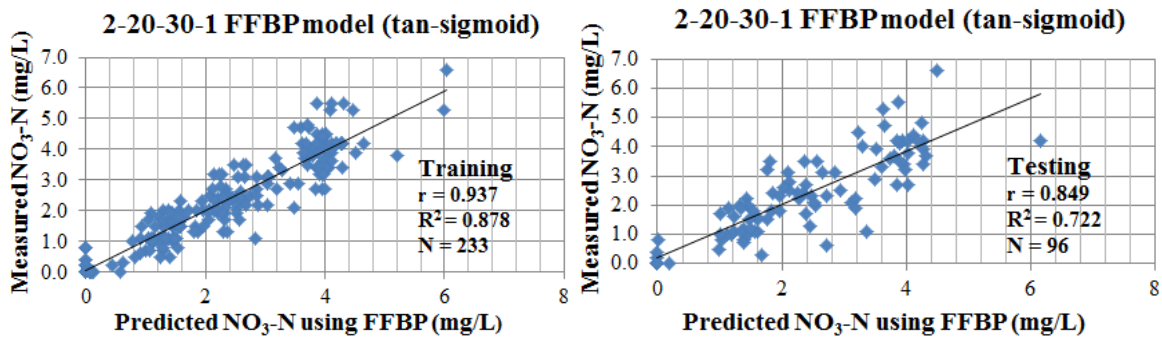 2-20-30-1 FFBP model (tan-sigmoid)
Measured NO₃-N (mg/L)
7.0
6.0
5.0
4.0
3.0
2.0
1.0
0.0
Training
r = 0.937
R² = 0.878
N = 233
0 2 4 6 8
Predicted NO₃-N using FFBP (mg/L)
2-20-30-1 FFBP model (tan-sigmoid)
Measured NO₃-N (mg/L)
7.0
6.0
5.0
4.0
3.0
2.0
1.0
0.0
Testing
r = 0.849
R² = 0.722
N = 96
0 2 4 6 8
Predicted NO₃-N using FFBP (mg/L)